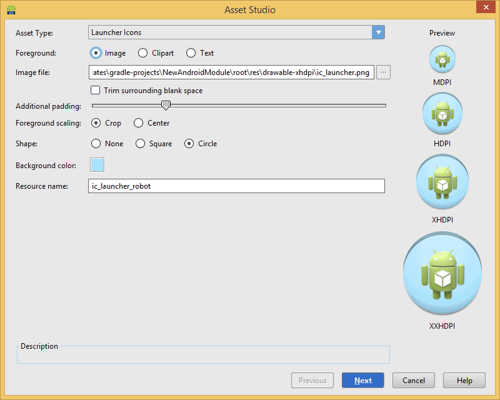 Asset Studio
Asset Type: Launcher Icons Preview
Foreground: Image Clipart Text
Image file: :ates\gradle-projects\NewAndroidModule\root\res\drawable-xhdpi\ic_launcher.png ...
MDPI
Trim surrounding blank space
Additional padding:
Foreground scaling: Crop Center
HDPI
Shape: None Square Circle
Background color:
Resource name: ic_launcher_robot
XHDPI
XXHDPI
Description
Previous Next Cancel Help